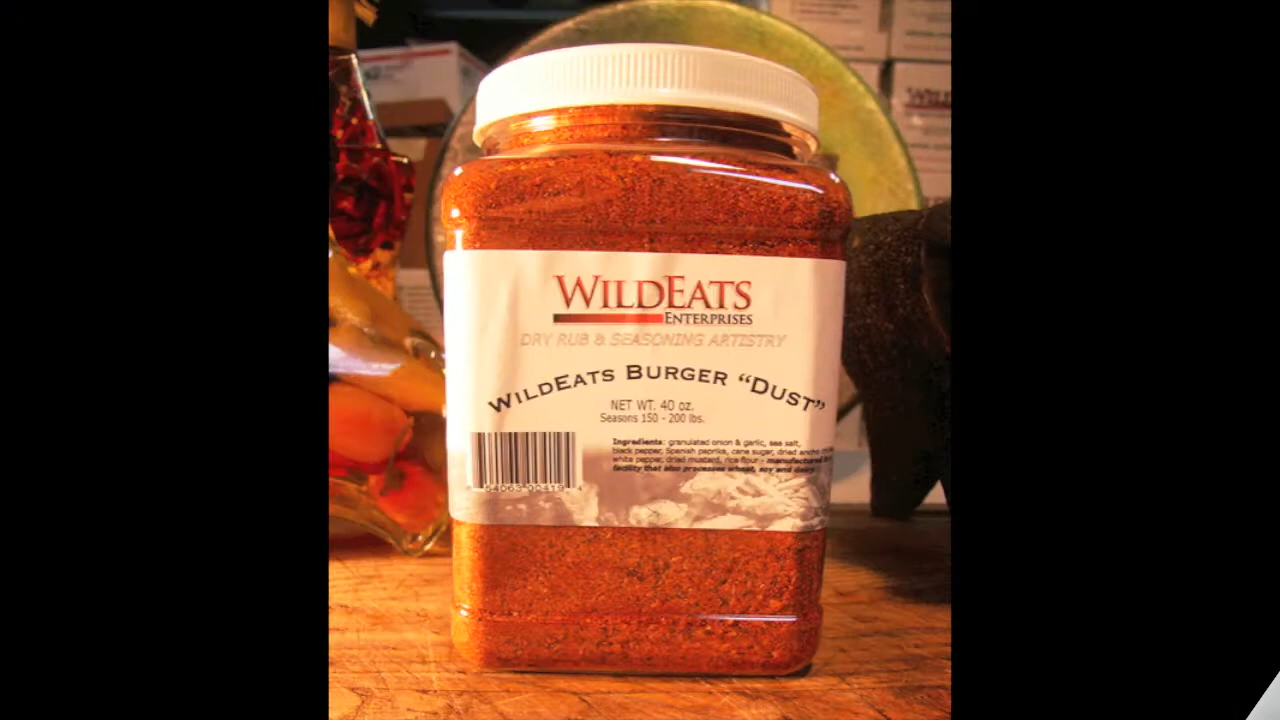 WILDEATS
ENTERPRISES
DRY RUB & SEASONING ARTISTRY
WILDEATS BURGER “DUST”
NET WT. 40 oz.
Seasons 150 - 200 lbs.
Ingredients: granulated onion & garlic, sea salt,
black pepper, Spanish paprika, cane sugar, dried ancho
white pepper, dried mustard, rice flour - manufactured
facility that also processes wheat, soy and dairy